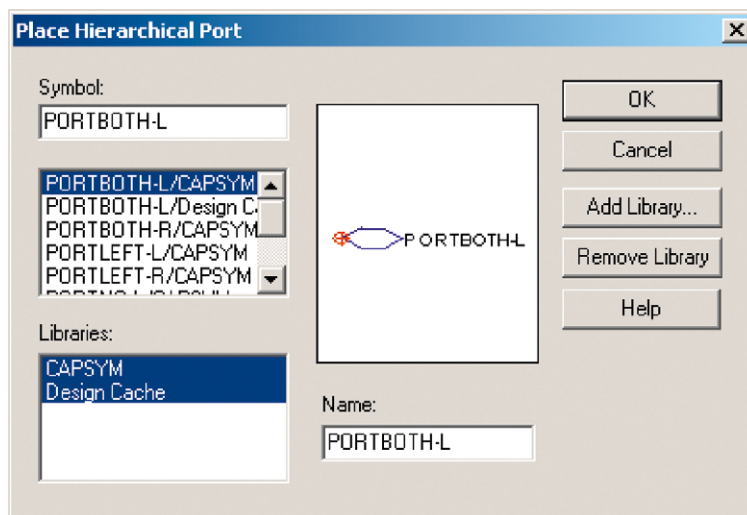 Place Hierarchical Port
Symbol:
PORTBOTH-L
PORTBOTH-L/CAPSYM
PORTBOTH-L/Design C
PORTBOTH-R/CAPSYM
PORTLEFT-L/CAPSYM
PORTLEFT-R/CAPSYM
Libraries:
CAPSYM
Design Cache
PORTBOTH-L
Name:
PORTBOTH-L
OK
Cancel
Add Library...
Remove Library
Help